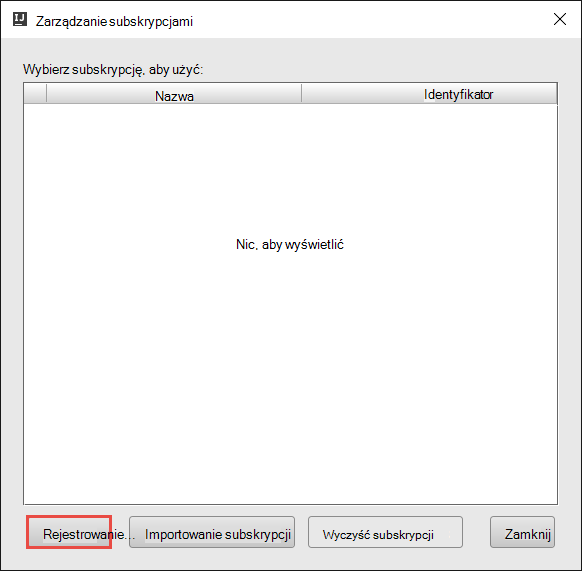 IJ
Zarządzanie subskrypcjami
Wybierz subskrypcję, aby użyć:
Nazwa Identyfikator
Nic, aby wyświetlić
Rejestrowanie... Importowanie subskrypcji Wyczyść subskrypcji Zamknij